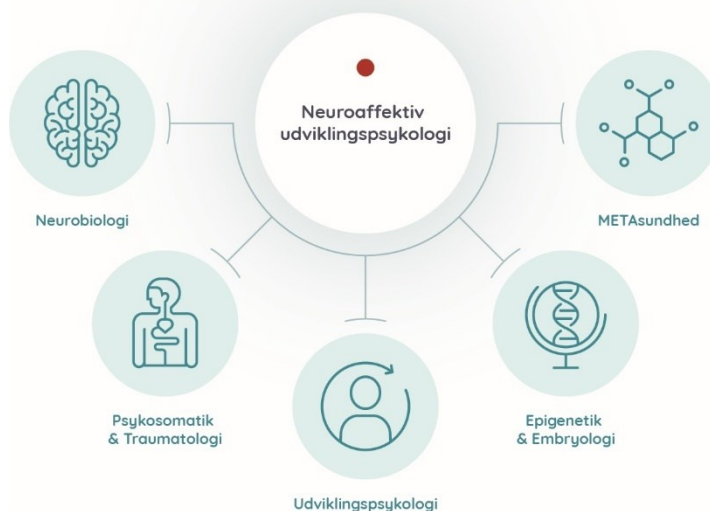 Neuroaffektiv
udviklingspsykologi
Neurobiologi
METAsundhed
Psykosomatik
& Traumatologi
Epigenetik
& Embryologi
Udviklingspsykologi